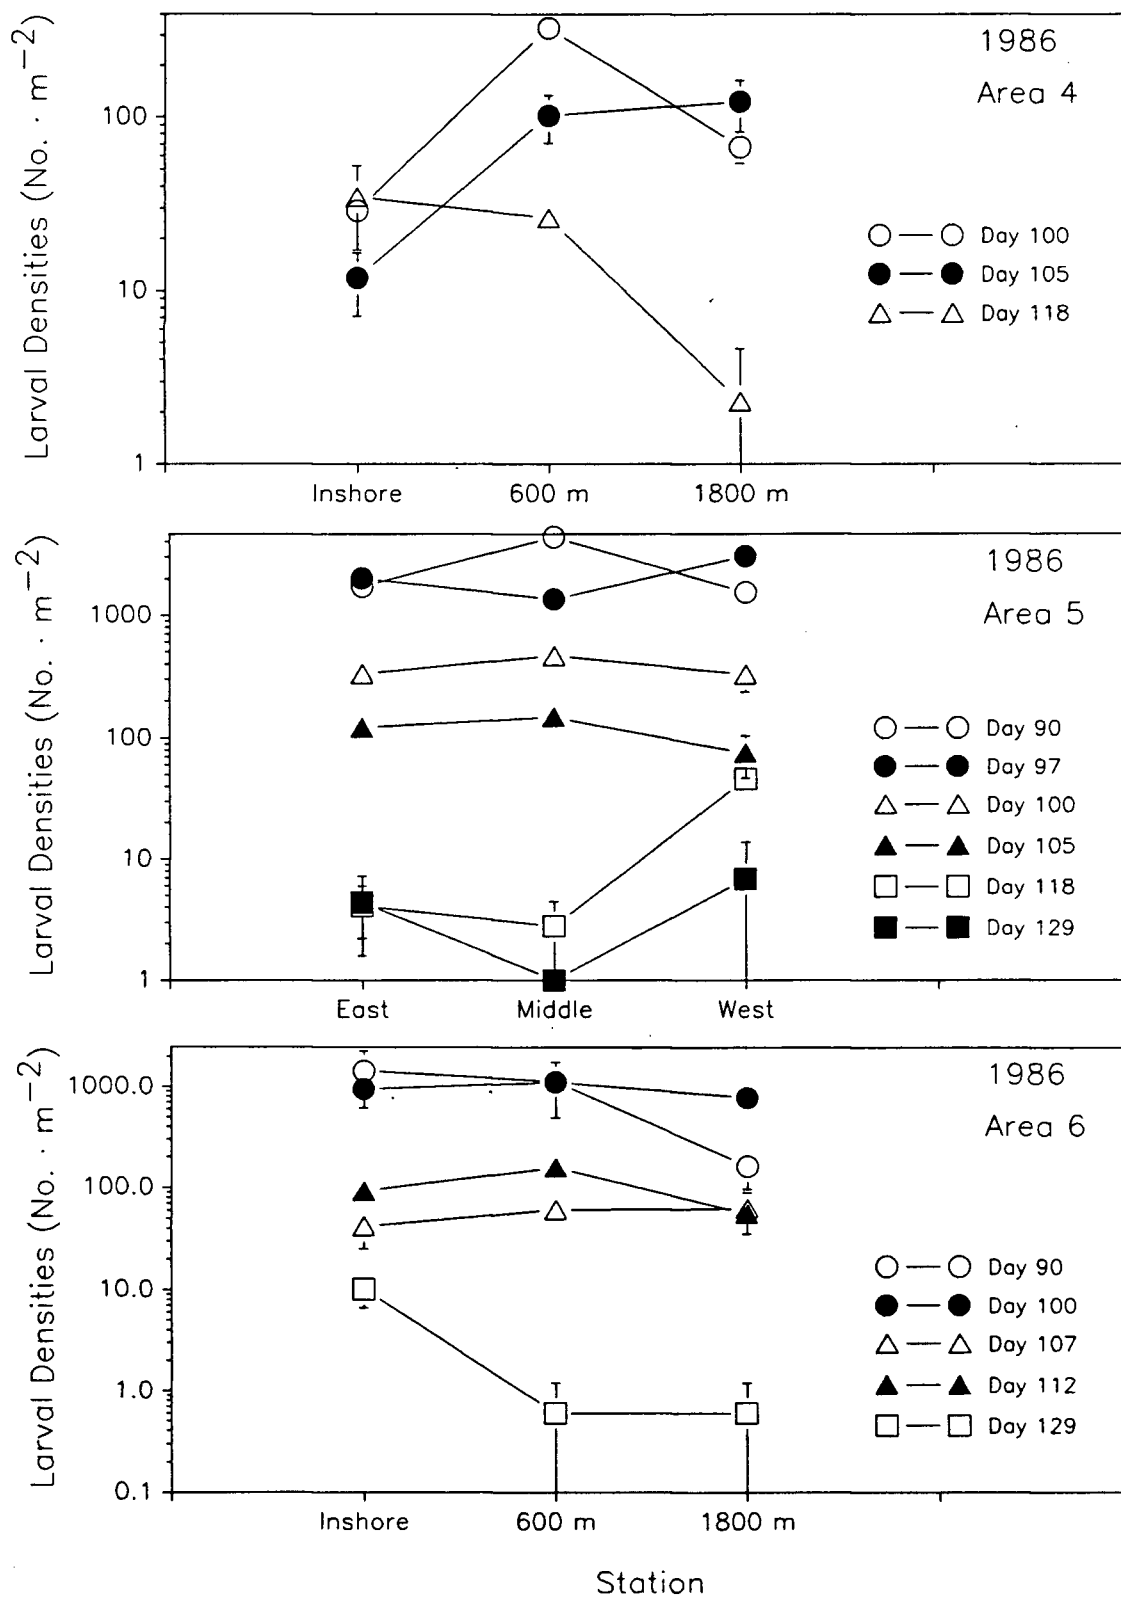 Larval Densities (No. · m−2)
1986
Area 4
100
10
1
Day 100
Day 105
Day 118
Inshore 600 m 1800 m
Larval Densities (No. · m−2)
1986
Area 5
1000
100
10
1
Day 90
Day 97
Day 100
Day 105
Day 118
Day 129
East Middle West
Larval Densities (No. · m−2)
1986
Area 6
1000.0
100.0
10.0
1.0
0.1
Day 90
Day 100
Day 107
Day 112
Day 129
Inshore 600 m 1800 m
Station